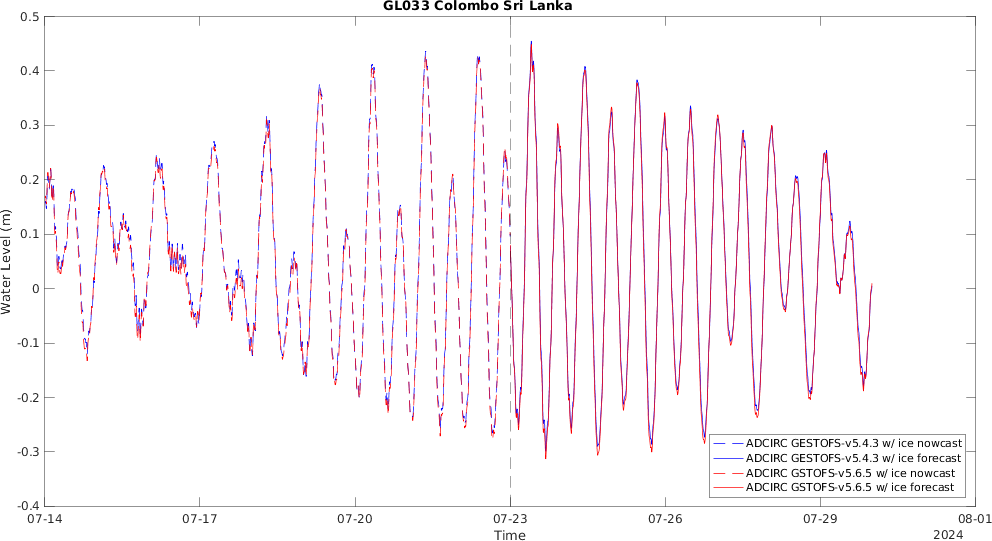 GL033 Colombo Sri Lanka
0.5
0.4
0.3
0.2
0.1
0
-0.1
-0.2
-0.3
-0.4
Water Level (m)
ADCIRC GESTOFS-v5.4.3 w/ ice nowcast
ADCIRC GESTOFS-v5.4.3 w/ ice forecast
ADCIRC GSTOFS-v5.6.5 w/ ice nowcast
ADCIRC GSTOFS-v5.6.5 w/ ice forecast
07-14 07-17 07-20 07-23 07-26 07-29 08-01
Time
2024